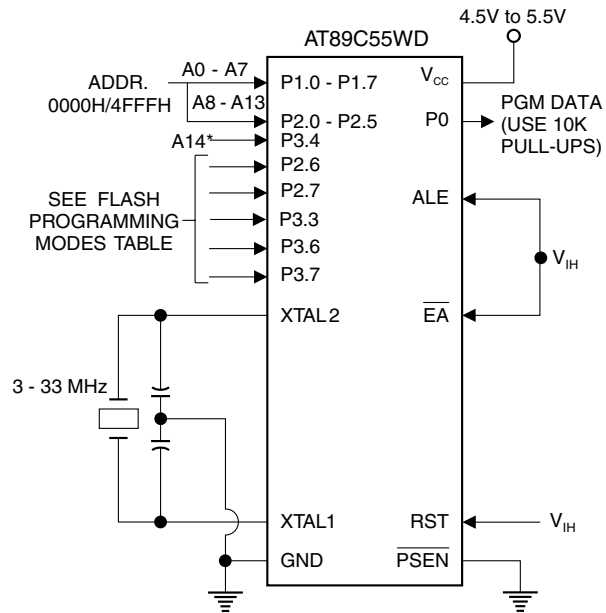 4.5V to 5.5V
AT89C55WD
ADDR.
0000H/4FFFH
A0 - A7
A8 - A13
A14*
P1.0 - P1.7
P2.0 - P2.5
P3.4
P2.6
P2.7
P3.3
P3.6
P3.7
SEE FLASH
PROGRAMMING
MODES TABLE
VCC
P0
PGM DATA
(USE 10K
PULL-UPS)
ALE
VIH
EA
XTAL2
3 - 33 MHz
XTAL1
GND
RST
VIH
PSEN